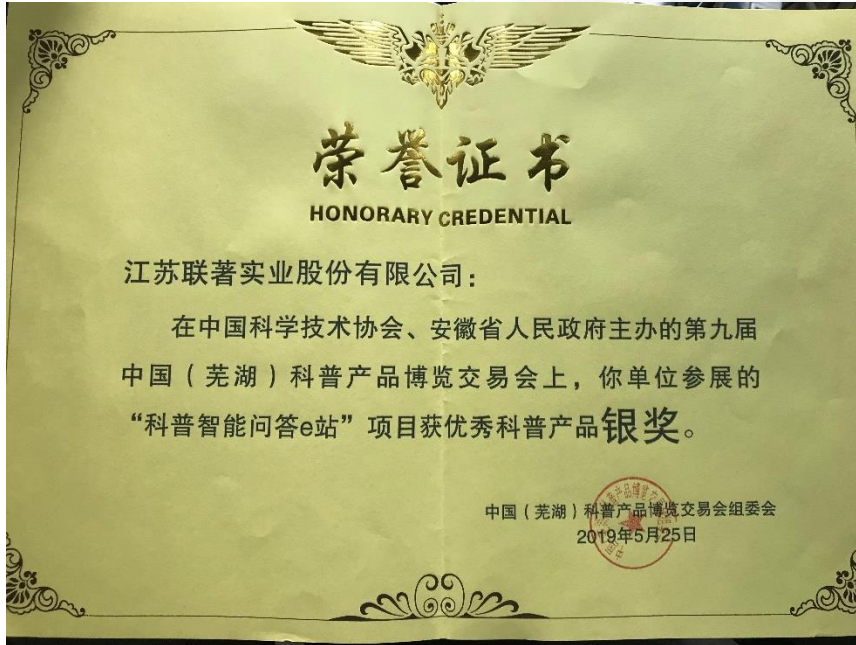 荣誉证书
HONORARY CREDENTIAL
江苏联著实业股份有限公司：
在中国科学技术协会、安徽省人民政府主办的第九届
中国（芜湖）科普产品博览交易会上，你单位参展的
“科普智能问答e站”项目获优秀科普产品银奖。
中国（芜湖）科普产品博览交易会组委会
2019年5月25日